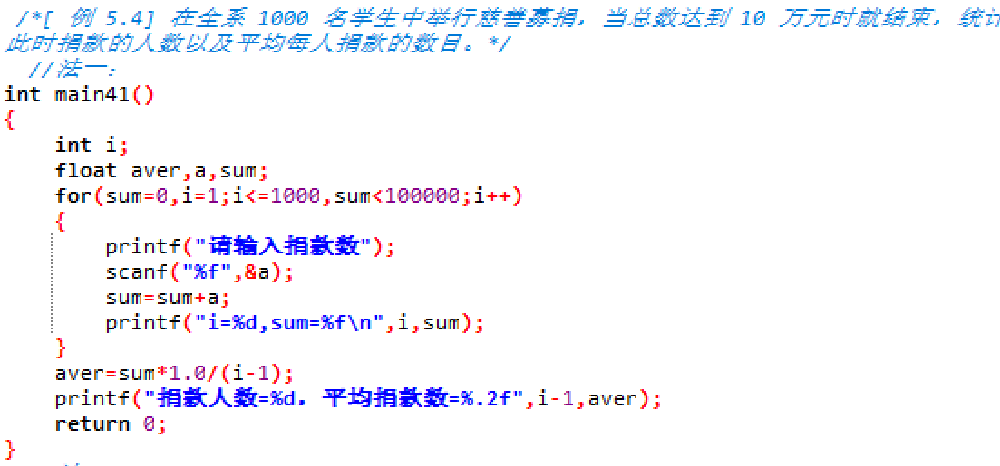 /*[ 例 5.4] 在全系 1000 名学生中举行慈善募捐，当总数达到 10 万元时就结束，统计
此时捐款的人数以及平均每人捐款的数目。*/
//法一：
int main41()
{
int i;
float aver,a,sum;
for(sum=0,i=1;i<=1000,sum<100000;i++)
{
printf("请输入捐款数");
scanf("%f",&a);
sum=sum+a;
printf("i=%d,sum=%f\n",i,sum);
}
aver=sum*1.0/(i-1);
printf("捐款人数=%d，平均捐款数=%.2f",i-1,aver);
return 0;
}